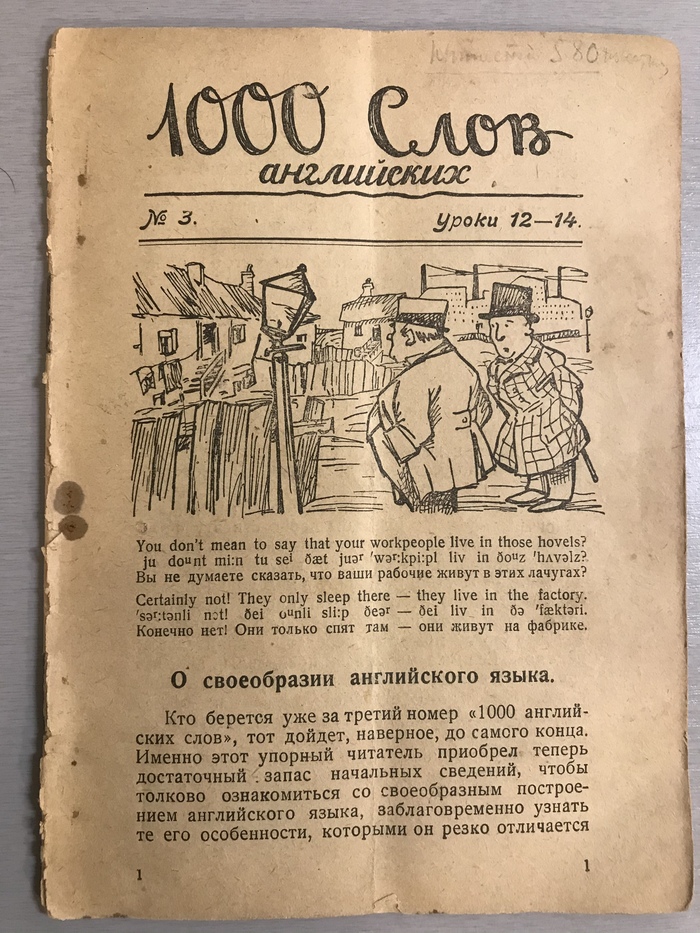 1000 Слов
английских
№ 3.
Уроки 12—14.
You don't mean to say that your workpeople live in those hovels?
ju doᵘnt mi:n tu seⁱ ðæt juəʳ 'wəʳ:kpi:pl liv in ðoᵘz 'hʌvəlz?
Вы не думаете сказать, что ваши рабочие живут в этих лачугах?
Certainly not! They only sleep there — they live in the factory.
'səʳ:tənli nɔt! ðei oᵘnli sli:p ðeəʳ — ðei liv in ðə 'fæktəri.
Конечно нет! Они только спят там — они живут на фабрике.
О своеобразии английского языка.
Кто берется уже за третий номер «1000 англий-
ских слов», тот дойдет, наверное, до самого конца.
Именно этот упорный читатель приобрел теперь
достаточный запас начальных сведений, чтобы
толково ознакомиться со своеобразным построе-
нием английского языка, заблаговременно узнать
те его особенности, которыми он резко отличается
1
1